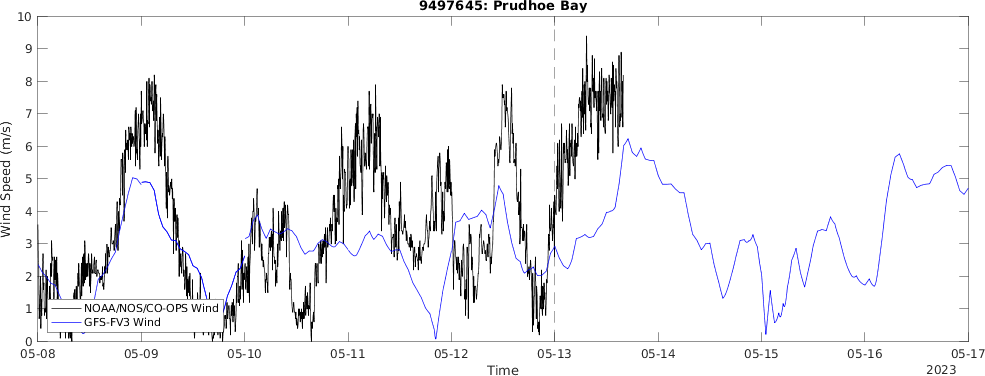 9497645: Prudhoe Bay
Wind Speed (m/s)
10
9
8
7
6
5
4
3
2
1
0
NOAA/NOS/CO-OPS Wind
GFS-FV3 Wind
05-08 05-09 05-10 05-11 05-12 05-13 05-14 05-15 05-16 05-17
Time
2023